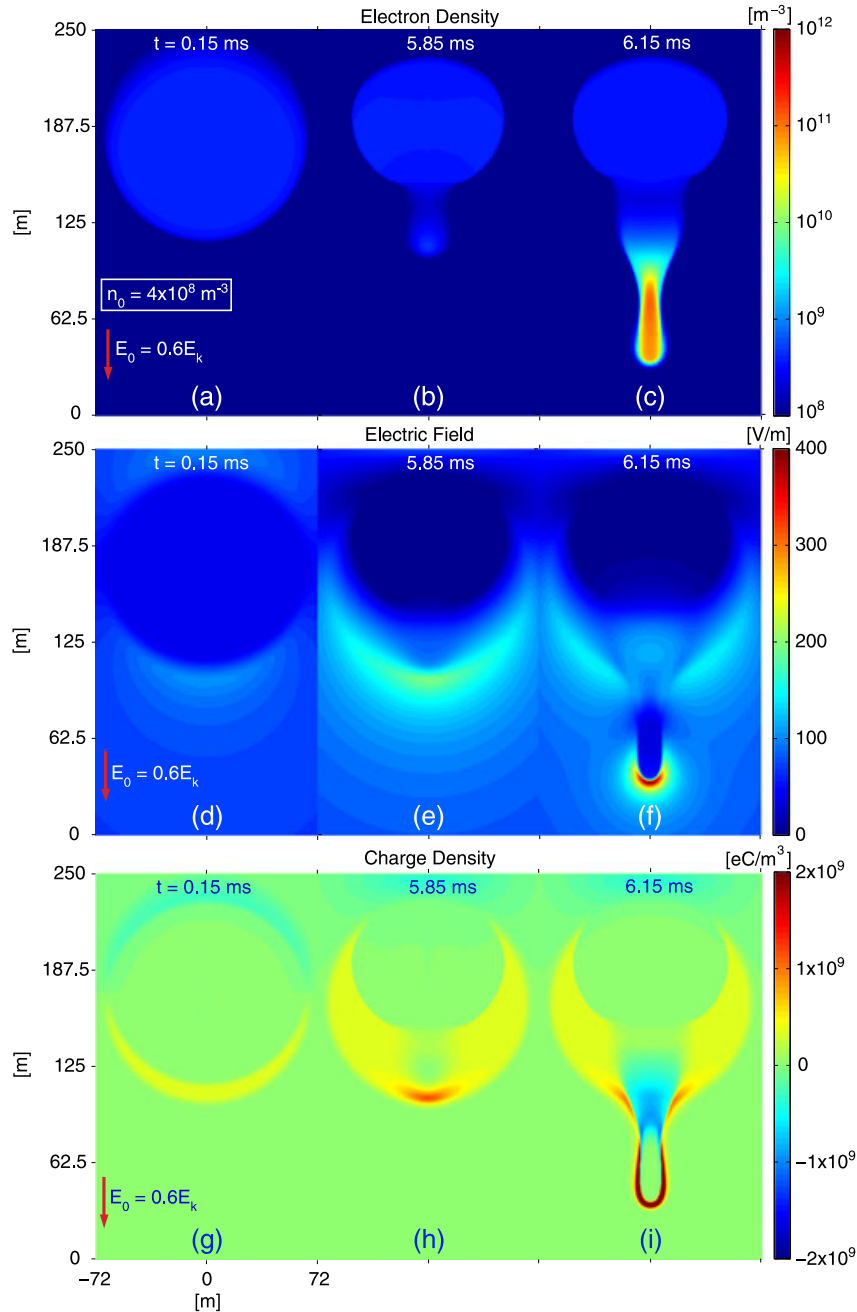 Electron Density
[m⁻³]
250
t = 0.15 ms
5.85 ms
6.15 ms
10¹²
187.5
10¹¹
[m]
125
10¹⁰
n₀ = 4x10⁸ m⁻³
62.5
10⁹
E₀ = 0.6Eₖ
(a)
(b)
(c)
0
10⁸
Electric Field
[V/m]
250
t = 0.15 ms
5.85 ms
6.15 ms
400
187.5
300
[m]
125
200
62.5
100
E₀ = 0.6Eₖ
(d)
(e)
(f)
0
0
Charge Density
[eC/m³]
250
t = 0.15 ms
5.85 ms
6.15 ms
2x10⁹
187.5
1x10⁹
[m]
125
0
62.5
−1x10⁹
E₀ = 0.6Eₖ
(g)
(h)
(i)
0
−2x10⁹
−72
0
72
[m]